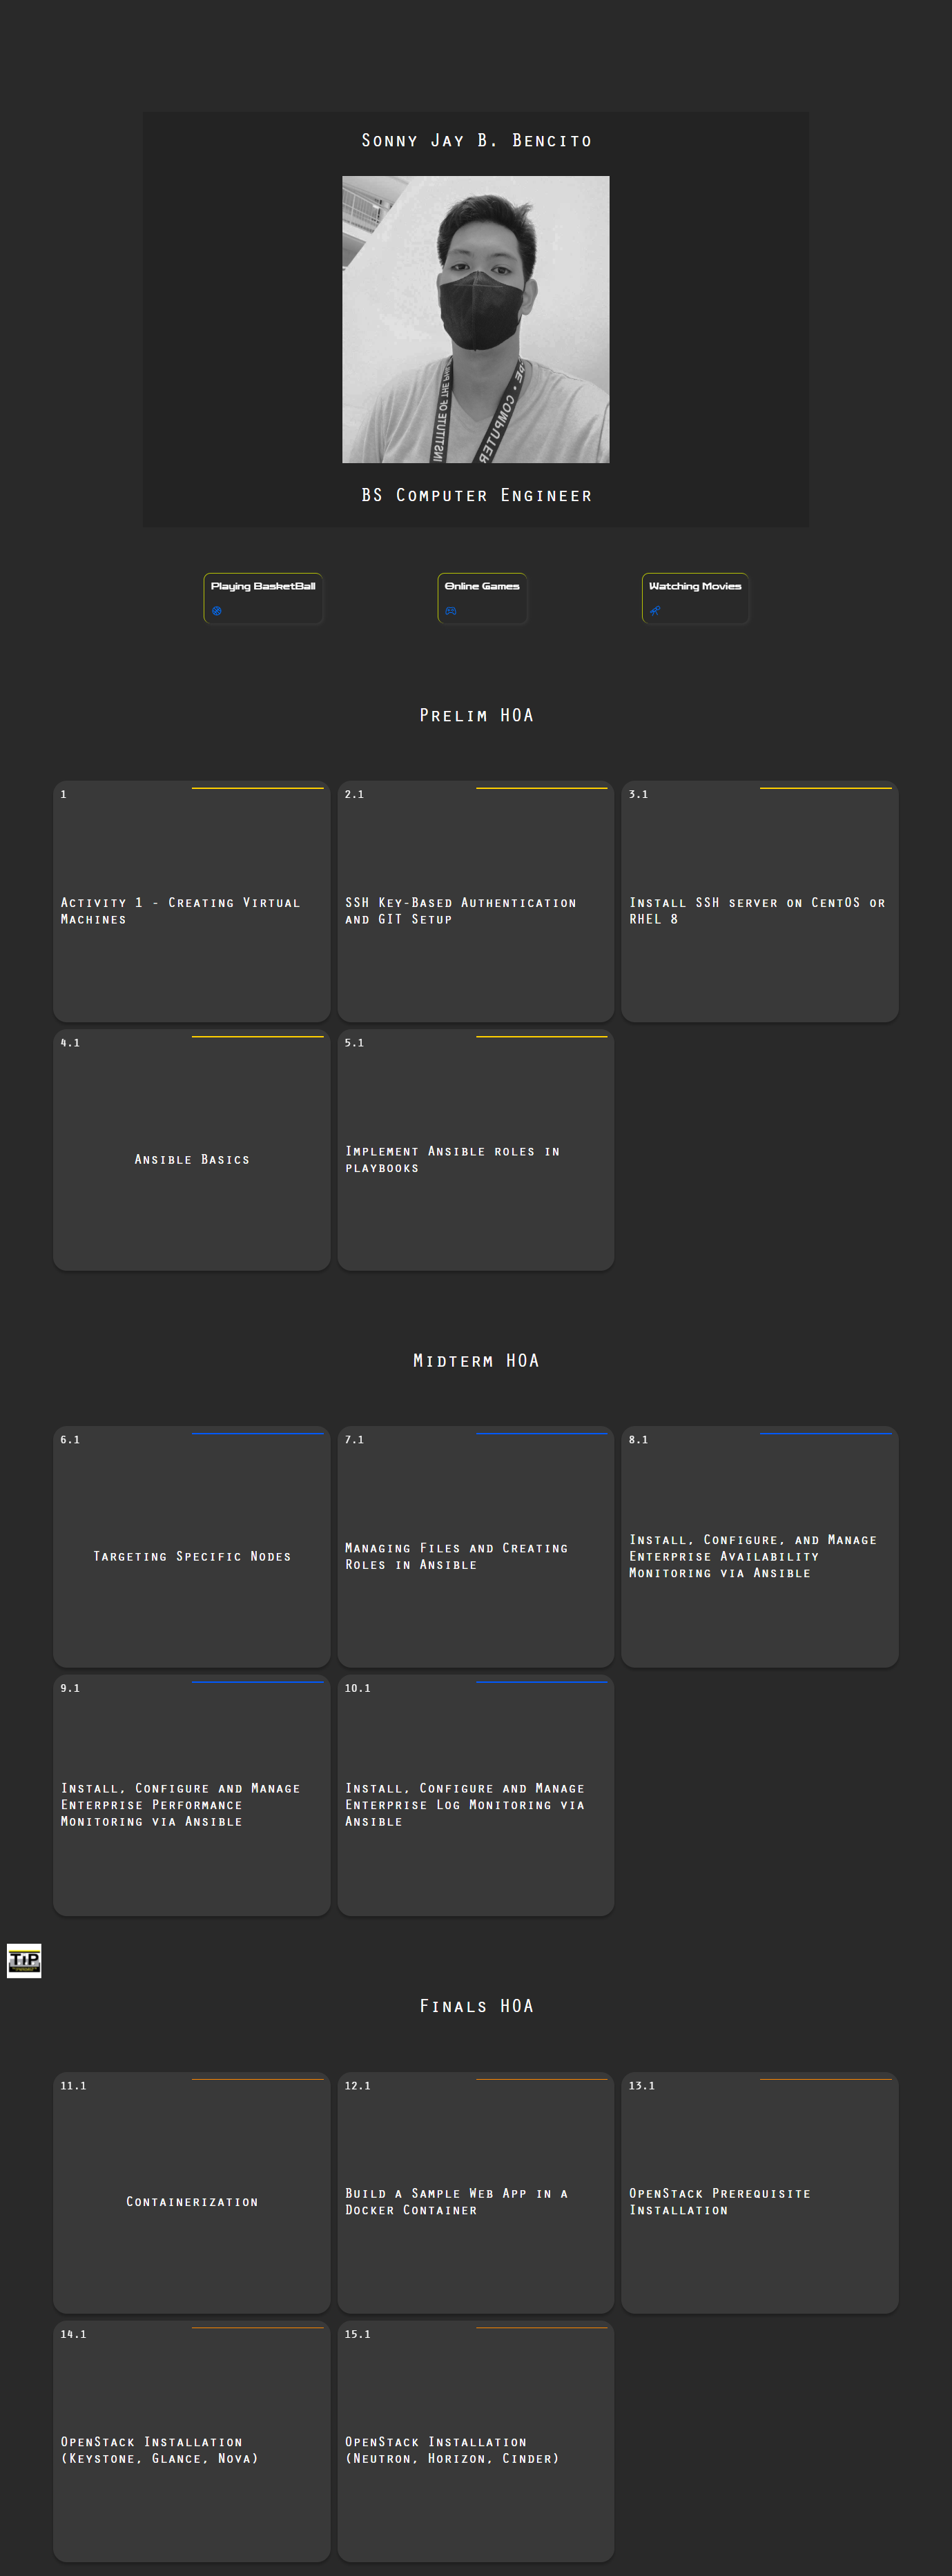 Sonny Jay B. Bencito
INSTITUTE OF THE PHI
PE • COMPUTER
BS Computer Engineer
Playing BasketBall
Online Games
Watching Movies
Prelim HOA
1
Activity 1 - Creating Virtual
Machines
2.1
SSH Key-Based Authentication
and GIT Setup
3.1
Install SSH server on CentOS or
RHEL 8
4.1
Ansible Basics
5.1
Implement Ansible roles in
playbooks
Midterm HOA
6.1
Targeting Specific Nodes
7.1
Managing Files and Creating
Roles in Ansible
8.1
Install, Configure, and Manage
Enterprise Availability
Monitoring via Ansible
9.1
Install, Configure and Manage
Enterprise Performance
Monitoring via Ansible
10.1
Install, Configure and Manage
Enterprise Log Monitoring via
Ansible
TIP
Finals HOA
11.1
Containerization
12.1
Build a Sample Web App in a
Docker Container
13.1
OpenStack Prerequisite
Installation
14.1
OpenStack Installation
(Keystone, Glance, Nova)
15.1
OpenStack Installation
(Neutron, Horizon, Cinder)